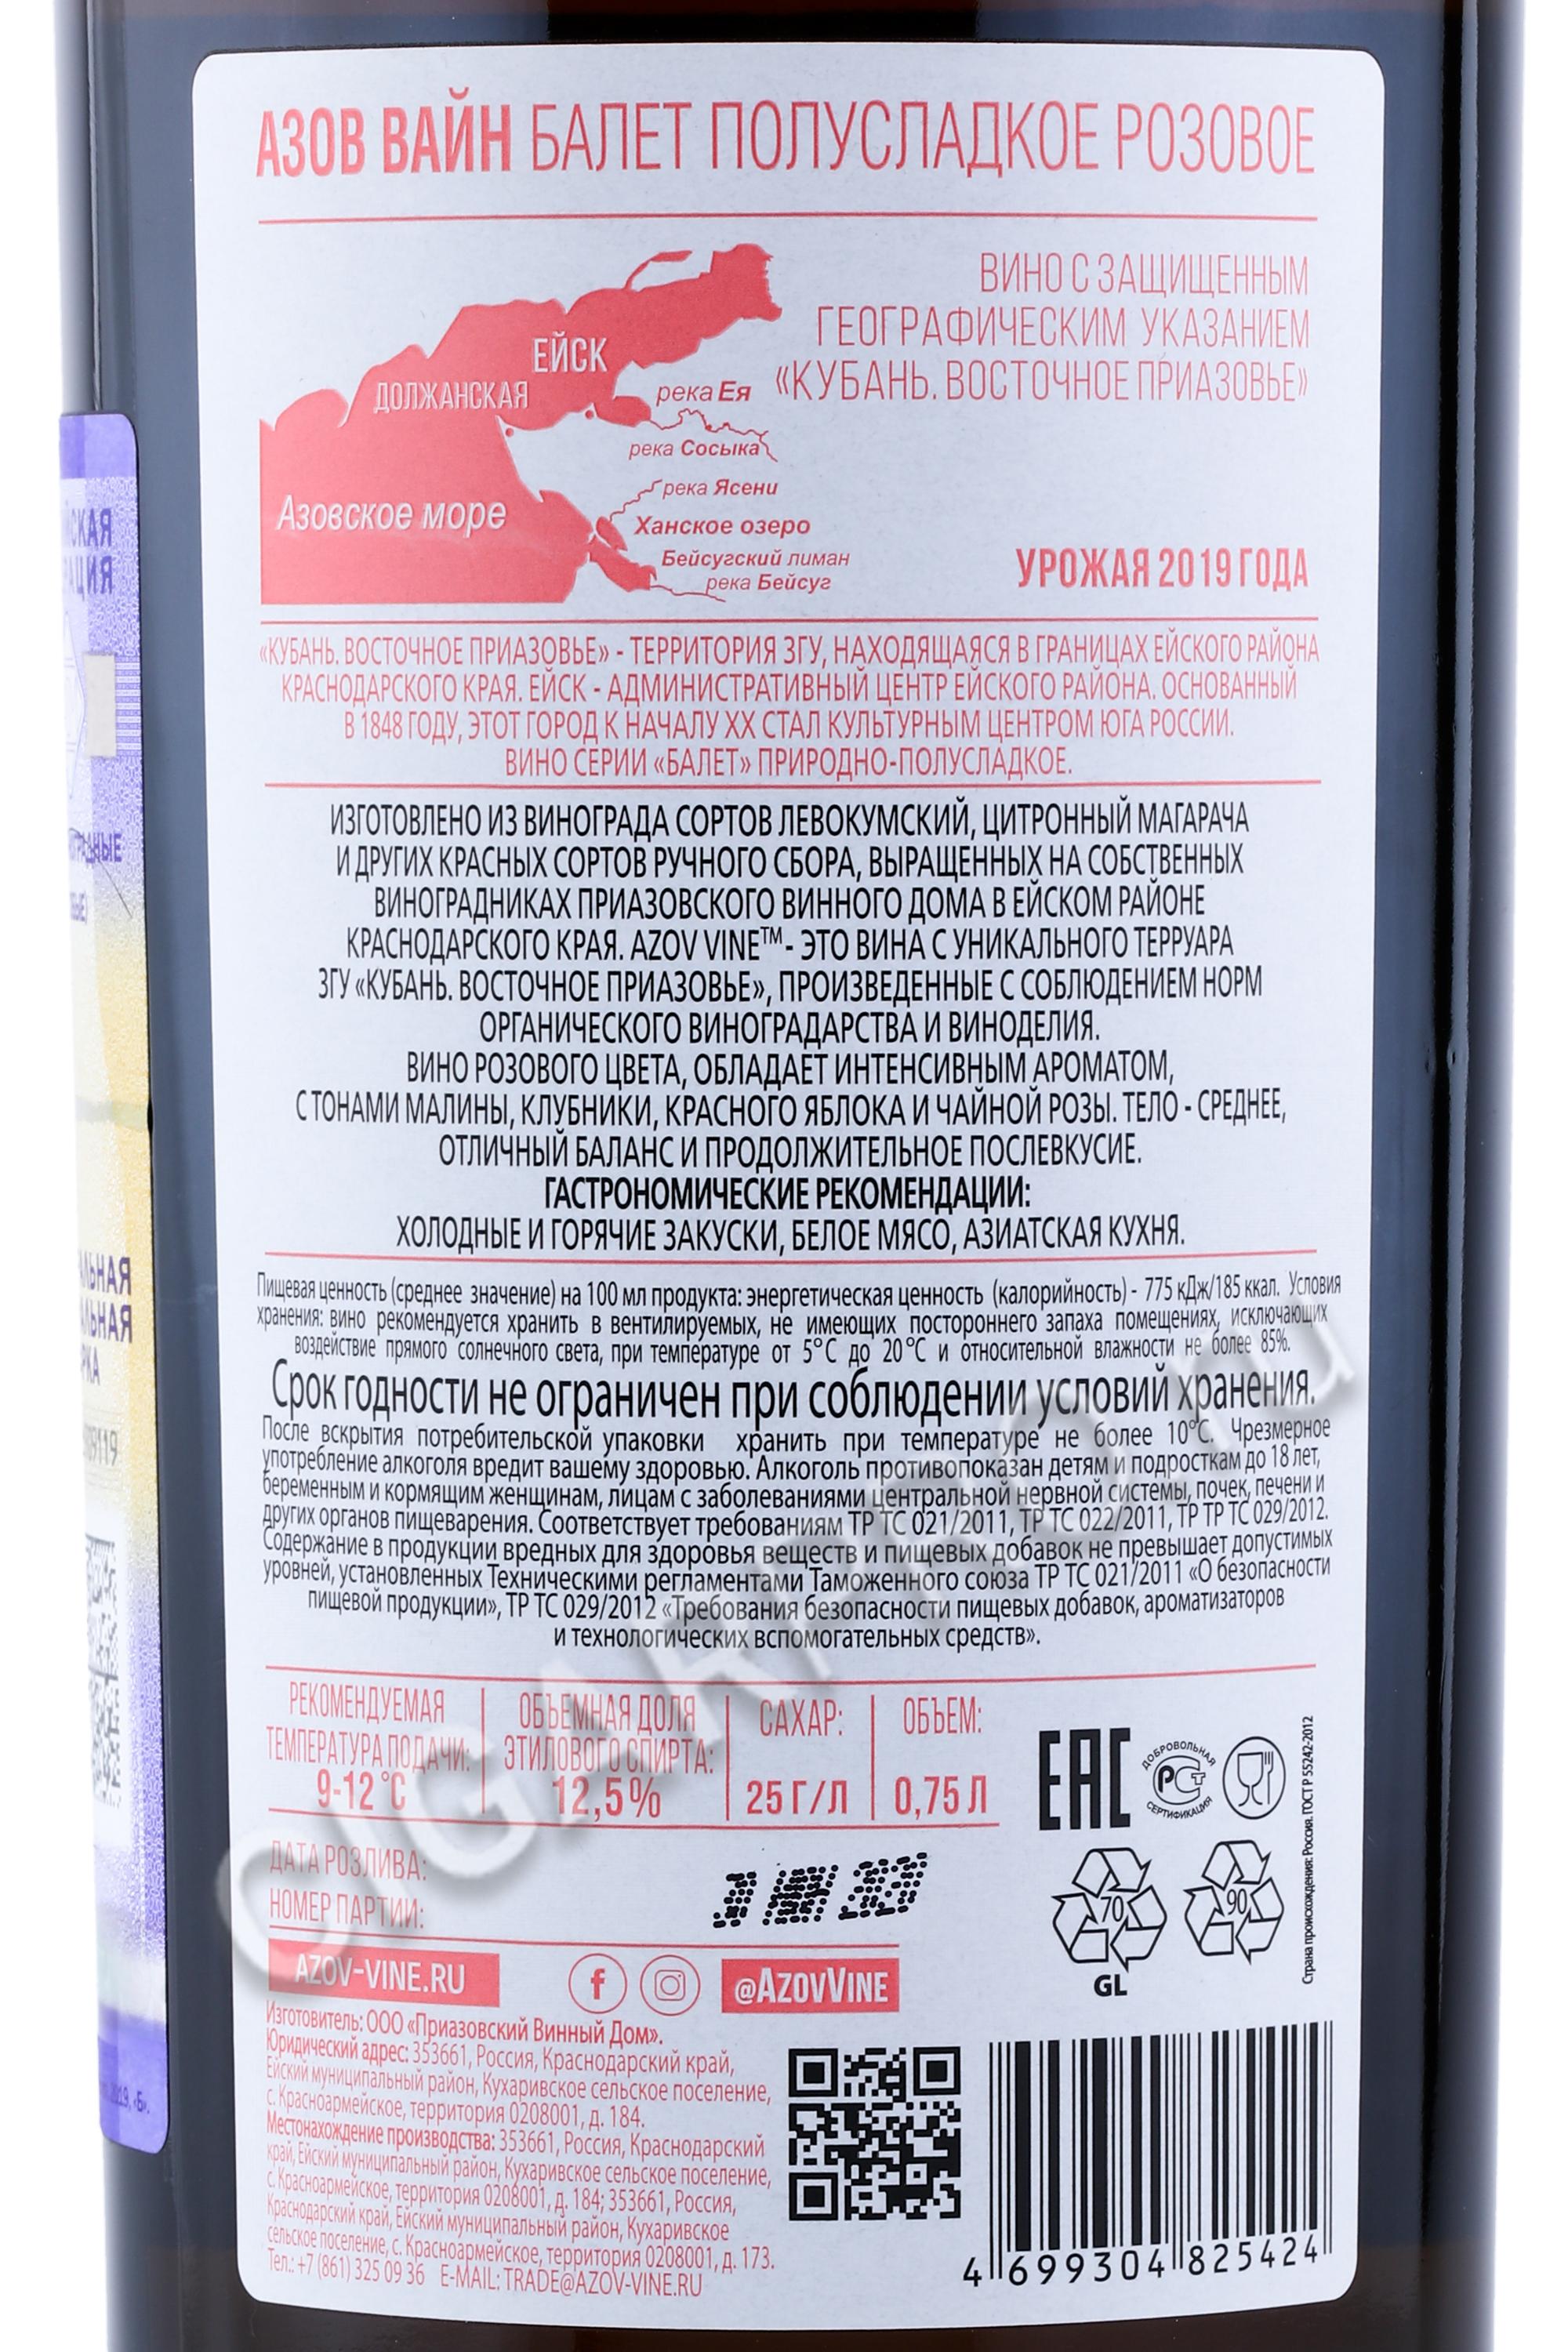 АЗОВ ВАЙН БАЛЕТ ПОЛУСЛАДКОЕ РОЗОВОЕ
ВИНО С ЗАЩИЩЕННЫМ
ГЕОГРАФИЧЕСКИМ УКАЗАНИЕМ
«КУБАНЬ. ВОСТОЧНОЕ ПРИАЗОВЬЕ»
ЕЙСК
ДОЛЖАНСКАЯ
река Ея
река Сосыка
река Ясени
Азовское море
Ханское озеро
Бейсугский лиман
река Бейсуг
УРОЖАЯ 2019 ГОДА
«КУБАНЬ. ВОСТОЧНОЕ ПРИАЗОВЬЕ» - ТЕРРИТОРИЯ ЗГУ, НАХОДЯЩАЯСЯ В ГРАНИЦАХ ЕЙСКОГО РАЙОНА
КРАСНОДАРСКОГО КРАЯ. ЕЙСК - АДМИНИСТРАТИВНЫЙ ЦЕНТР ЕЙСКОГО РАЙОНА. ОСНОВАННЫЙ
В 1848 ГОДУ, ЭТОТ ГОРОД К НАЧАЛУ XX СТАЛ КУЛЬТУРНЫМ ЦЕНТРОМ ЮГА РОССИИ.
ВИНО СЕРИИ «БАЛЕТ» ПРИРОДНО-ПОЛУСЛАДКОЕ.
ИЗГОТОВЛЕНО ИЗ ВИНОГРАДА СОРТОВ ЛЕВОКУМСКИЙ, ЦИТРОННЫЙ МАГАРАЧА
И ДРУГИХ КРАСНЫХ СОРТОВ РУЧНОГО СБОРА, ВЫРАЩЕННЫХ НА СОБСТВЕННЫХ
ВИНОГРАДНИКАХ ПРИАЗОВСКОГО ВИННОГО ДОМА В ЕЙСКОМ РАЙОНЕ
КРАСНОДАРСКОГО КРАЯ. AZOV VINE™ - ЭТО ВИНА С УНИКАЛЬНОГО ТЕРРУАРА
ЗГУ «КУБАНЬ. ВОСТОЧНОЕ ПРИАЗОВЬЕ», ПРОИЗВЕДЕННЫЕ С СОБЛЮДЕНИЕМ НОРМ
ОРГАНИЧЕСКОГО ВИНОГРАДАРСТВА И ВИНОДЕЛИЯ.
ВИНО РОЗОВОГО ЦВЕТА, ОБЛАДАЕТ ИНТЕНСИВНЫМ АРОМАТОМ,
С ТОНАМИ МАЛИНЫ, КЛУБНИКИ, КРАСНОГО ЯБЛОКА И ЧАЙНОЙ РОЗЫ. ТЕЛО - СРЕДНЕЕ,
ОТЛИЧНЫЙ БАЛАНС И ПРОДОЛЖИТЕЛЬНОЕ ПОСЛЕВКУСИЕ.
ГАСТРОНОМИЧЕСКИЕ РЕКОМЕНДАЦИИ:
ХОЛОДНЫЕ И ГОРЯЧИЕ ЗАКУСКИ, БЕЛОЕ МЯСО, АЗИАТСКАЯ КУХНЯ.
Пищевая ценность (среднее значение) на 100 мл продукта: энергетическая ценность (калорийность) - 775 кДж/185 ккал. Условия
хранения: вино рекомендуется хранить в вентилируемых, не имеющих постороннего запаха помещениях, исключающих
воздействие прямого солнечного света, при температуре от 5°С до 20°С и относительной влажности не более 85%.
Срок годности не ограничен при соблюдении условий хранения.
После вскрытия потребительской упаковки хранить при температуре не более 10°С. Чрезмерное
употребление алкоголя вредит вашему здоровью. Алкоголь противопоказан детям и подросткам до 18 лет,
беременным и кормящим женщинам, лицам с заболеваниями центральной нервной системы, почек, печени и
других органов пищеварения. Соответствует требованиям ТР ТС 021/2011, ТР ТС 022/2011, ТР ТР ТС 029/2012.
Содержание в продукции вредных для здоровья веществ и пищевых добавок не превышает допустимых
уровней, установленных Техническими регламентами Таможенного союза ТР ТС 021/2011 «О безопасности
пищевой продукции», ТР ТС 029/2012 «Требования безопасности пищевых добавок, ароматизаторов
и технологических вспомогательных средств».
РЕКОМЕНДУЕМАЯ
ТЕМПЕРАТУРА ПОДАЧИ:
9-12 °С
ОБЪЕМНАЯ ДОЛЯ
ЭТИЛОВОГО СПИРТА:
12,5%
САХАР:
25 Г/Л
ОБЪЕМ:
0,75 Л
EAC
ДОБРОВОЛЬНАЯ
СЕРТИФИКАЦИЯ
Страна происхождения: Россия. ГОСТ Р 55242-2012
ДАТА РОЗЛИВА:
НОМЕР ПАРТИИ:
70
GL
90
AZOV-VINE.RU
f
@AZOVVINE
Изготовитель: ООО «Приазовский Винный Дом».
Юридический адрес: 353661, Россия, Краснодарский край,
Ейский муниципальный район, Кухаривское сельское поселение,
с. Красноармейское, территория 0208001, д. 184.
Местонахождение производства: 353661, Россия, Краснодарский
край, Ейский муниципальный район, Кухаривское сельское поселение,
с. Красноармейское, территория 0208001, д. 184; 353661, Россия,
Краснодарский край, Ейский муниципальный район, Кухаривское
сельское поселение, с. Красноармейское, территория 0208001, д. 173.
Тел.: +7 (861) 325 09 36 E-MAIL: TRADE@AZOV-VINE.RU
4 699304 825424
CIGARPRO.ru